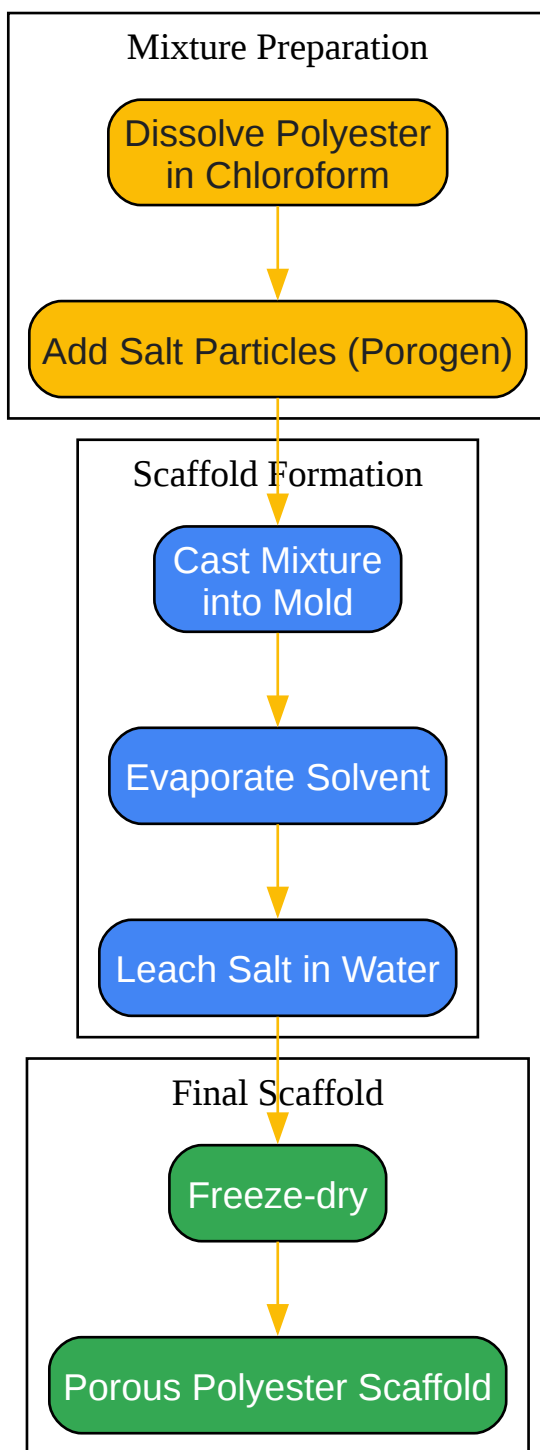 Mixture Preparation
Dissolve Polyester
in Chloroform
Add Salt Particles (Porogen)
Scaffold Formation
Cast Mixture
into Mold
Evaporate Solvent
Leach Salt in Water
Final Scaffold
Freeze-dry
Porous Polyester Scaffold